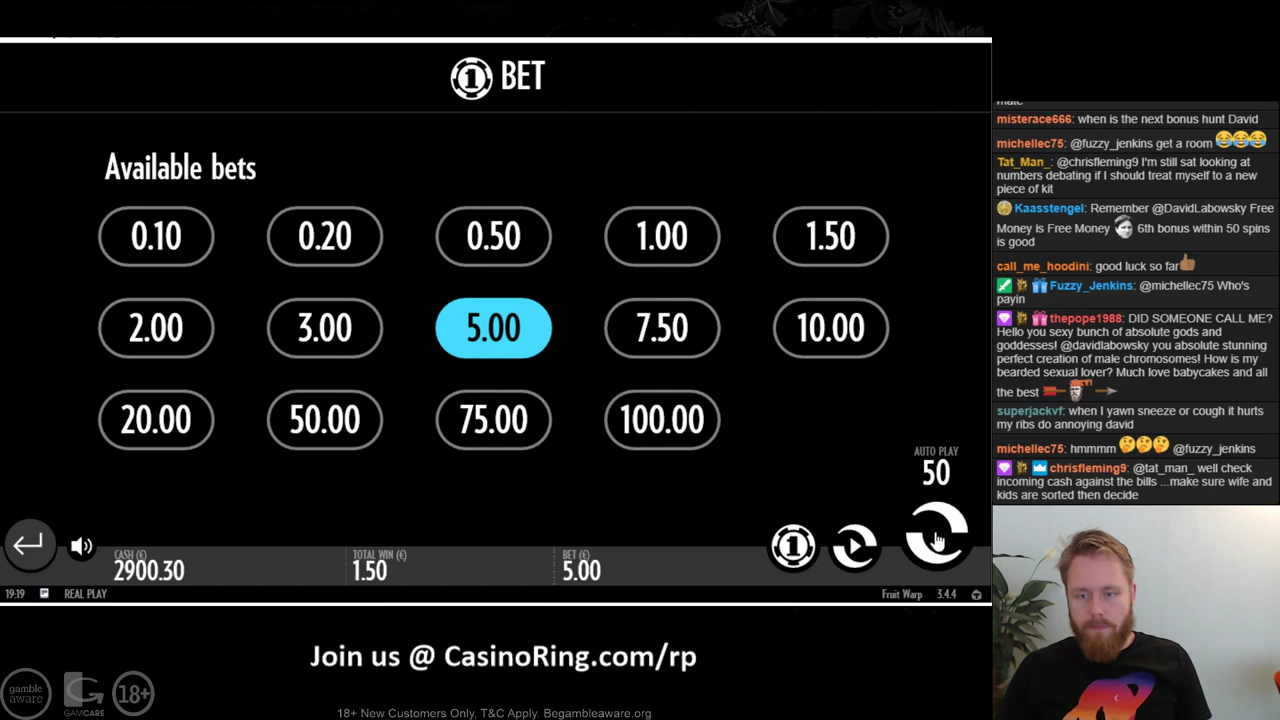 1 BET
Available bets
0.10 0.20 0.50 1.00 1.50
2.00 3.00 5.00 7.50 10.00
20.00 50.00 75.00 100.00
AUTO PLAY
50
1
CASH (€)
2900.30
TOTAL WIN (€)
1.50
BET (€)
5.00
19:19 REAL PLAY
Fruit Warp 3.4.4
Join us @ CasinoRing.com/rp
gamble
aware
GAMCARE
18+
18+ New Customers Only, T&C Apply. Begambleaware.org
misterace666: when is the next bonus hunt David
michellec75: @fuzzy_jenkins get a room 😂😂😂
Tat_Man_: @chrisfleming9 I'm still sat looking at
numbers debating if I should treat myself to a new
piece of kit
Kaasstengel: Remember @DavidLabowsky Free
Money is Free Money 6th bonus within 50 spins
is good
call_me_hoodini: good luck so far
Fuzzy_Jenkins: @michellec75 Who's
payin
thepope1988: DID SOMEONE CALL ME?
Hello you sexy bunch of absolute gods and
goddesses! @davidlabowsky you absolute stunning
perfect creation of male chromosomes! How is my
bearded sexual lover? Much love babycakes and all
the best
superjackvf: when I yawn sneeze or cough it hurts
my ribs do annoying david
michellec75: hmmmm 🤔🤔🤔 @fuzzy_jenkins
chrisfleming9: @tat_man_ well check
incoming cash against the bills ...make sure wife and
kids are sorted then decide